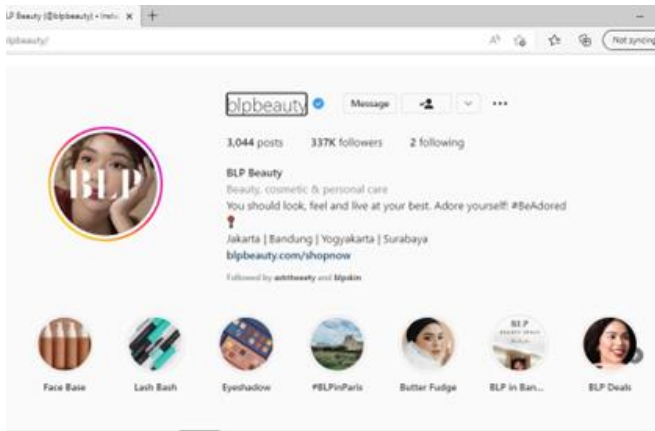 LP Beauty (@blpbeauty) • Insta
lpbeauty/
Not syncing
blpbeauty
Message
3,044 posts 337K followers 2 following
BLP Beauty
Beauty, cosmetic & personal care
You should look, feel and live at your best. Adore yourself! #BeAdored
Jakarta | Bandung | Yogyakarta | Surabaya
blpbeauty.com/shopnow
Followed by and blpskin
BLP
BLP
Face Base Lash Bash Eyeshadow #BLPinParis Butter Fudge BLP in Ban... BLP Deals